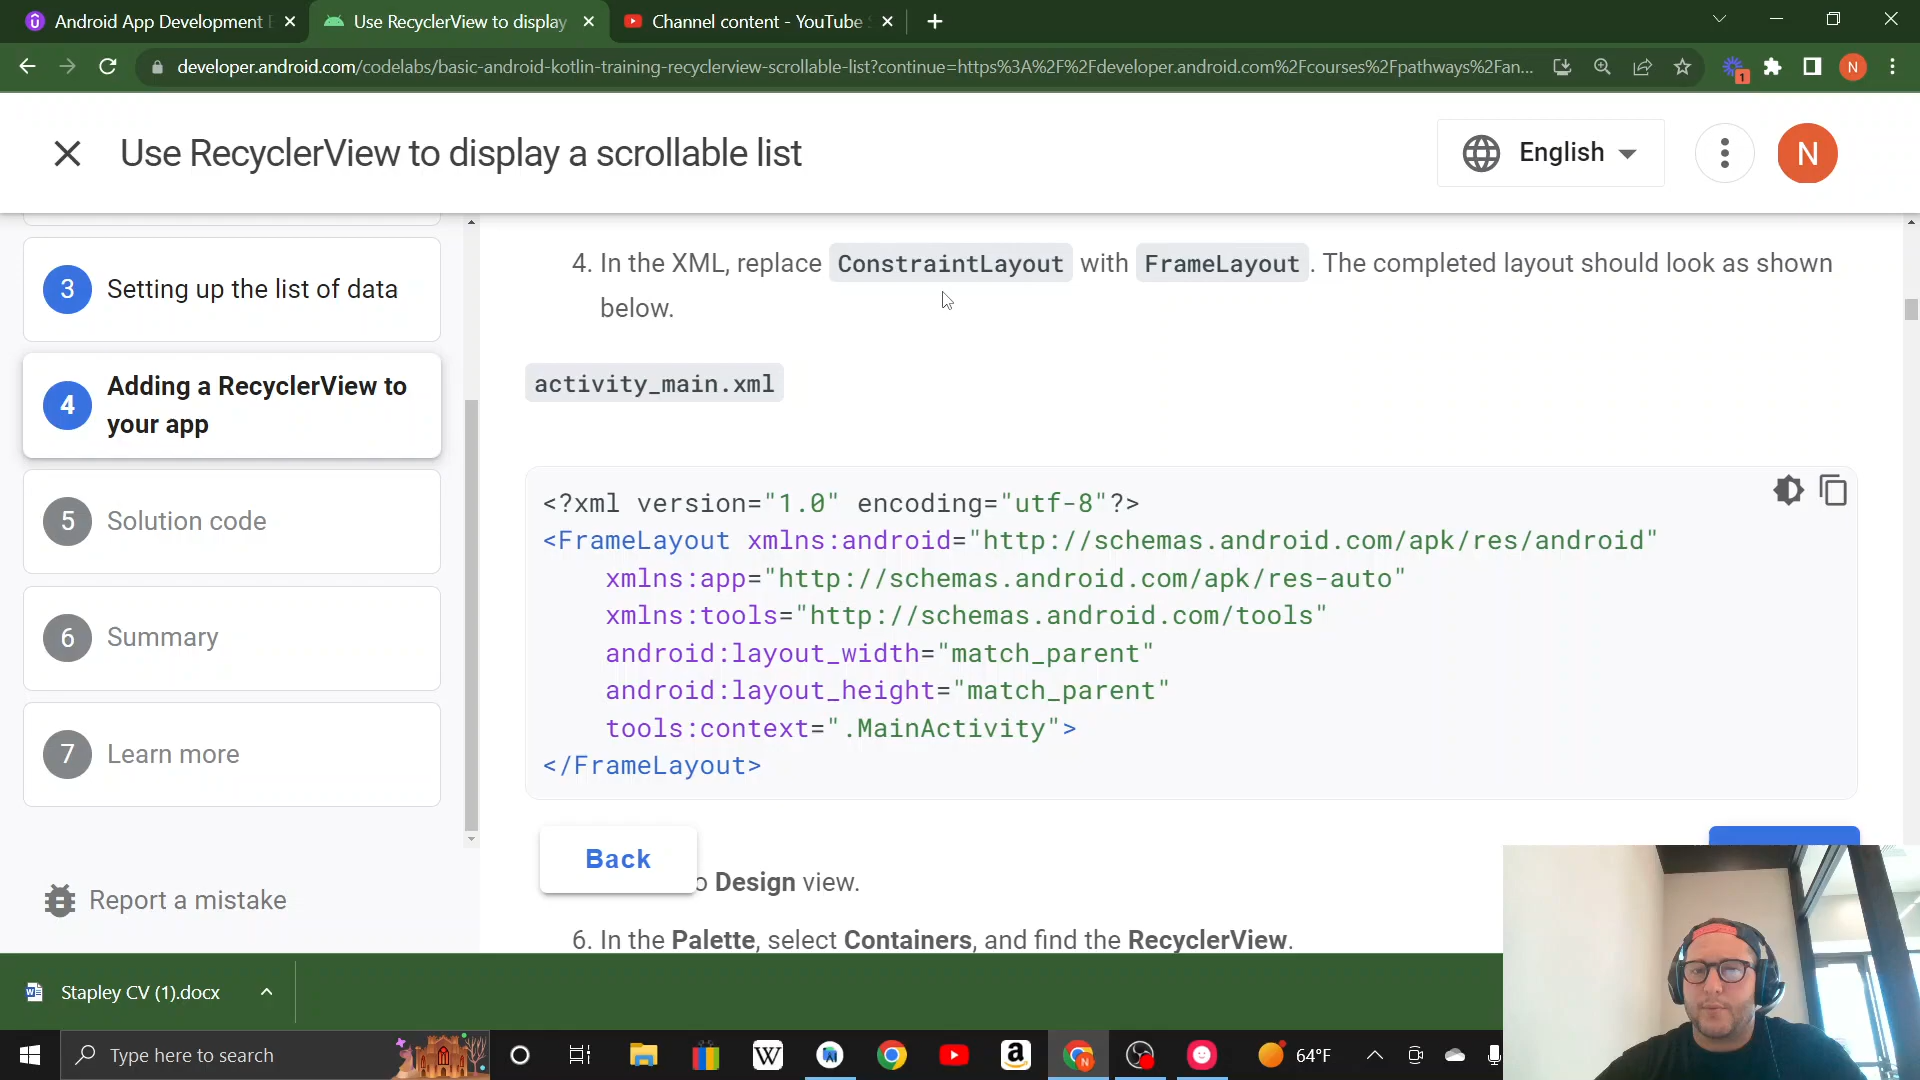 Android App Development
Use RecyclerView to display
Channel content - YouTube
developer.android.com/codelabs/basic-android-kotlin-training-recyclerview-scrollable-list?continue=https%3A%2F%2Fdeveloper.android.com%2Fcourses%2Fpathways%2Fan...
1
N
Use RecyclerView to display a scrollable list
English
N
3 Setting up the list of data
4 Adding a RecyclerView to
your app
5 Solution code
6 Summary
7 Learn more
Report a mistake
4. In the XML, replace ConstraintLayout with FrameLayout. The completed layout should look as shown
below.
activity_main.xml
<?xml version="1.0" encoding="utf-8"?>
<FrameLayout xmlns:android="http://schemas.android.com/apk/res/android"
xmlns:app="http://schemas.android.com/apk/res-auto"
xmlns:tools="http://schemas.android.com/tools"
android:layout_width="match_parent"
android:layout_height="match_parent"
tools:context=".MainActivity">
</FrameLayout>
Back
o Design view.
6. In the Palette, select Containers, and find the RecyclerView.
Stapley CV (1).docx
Type here to search
W
a
N
64°F